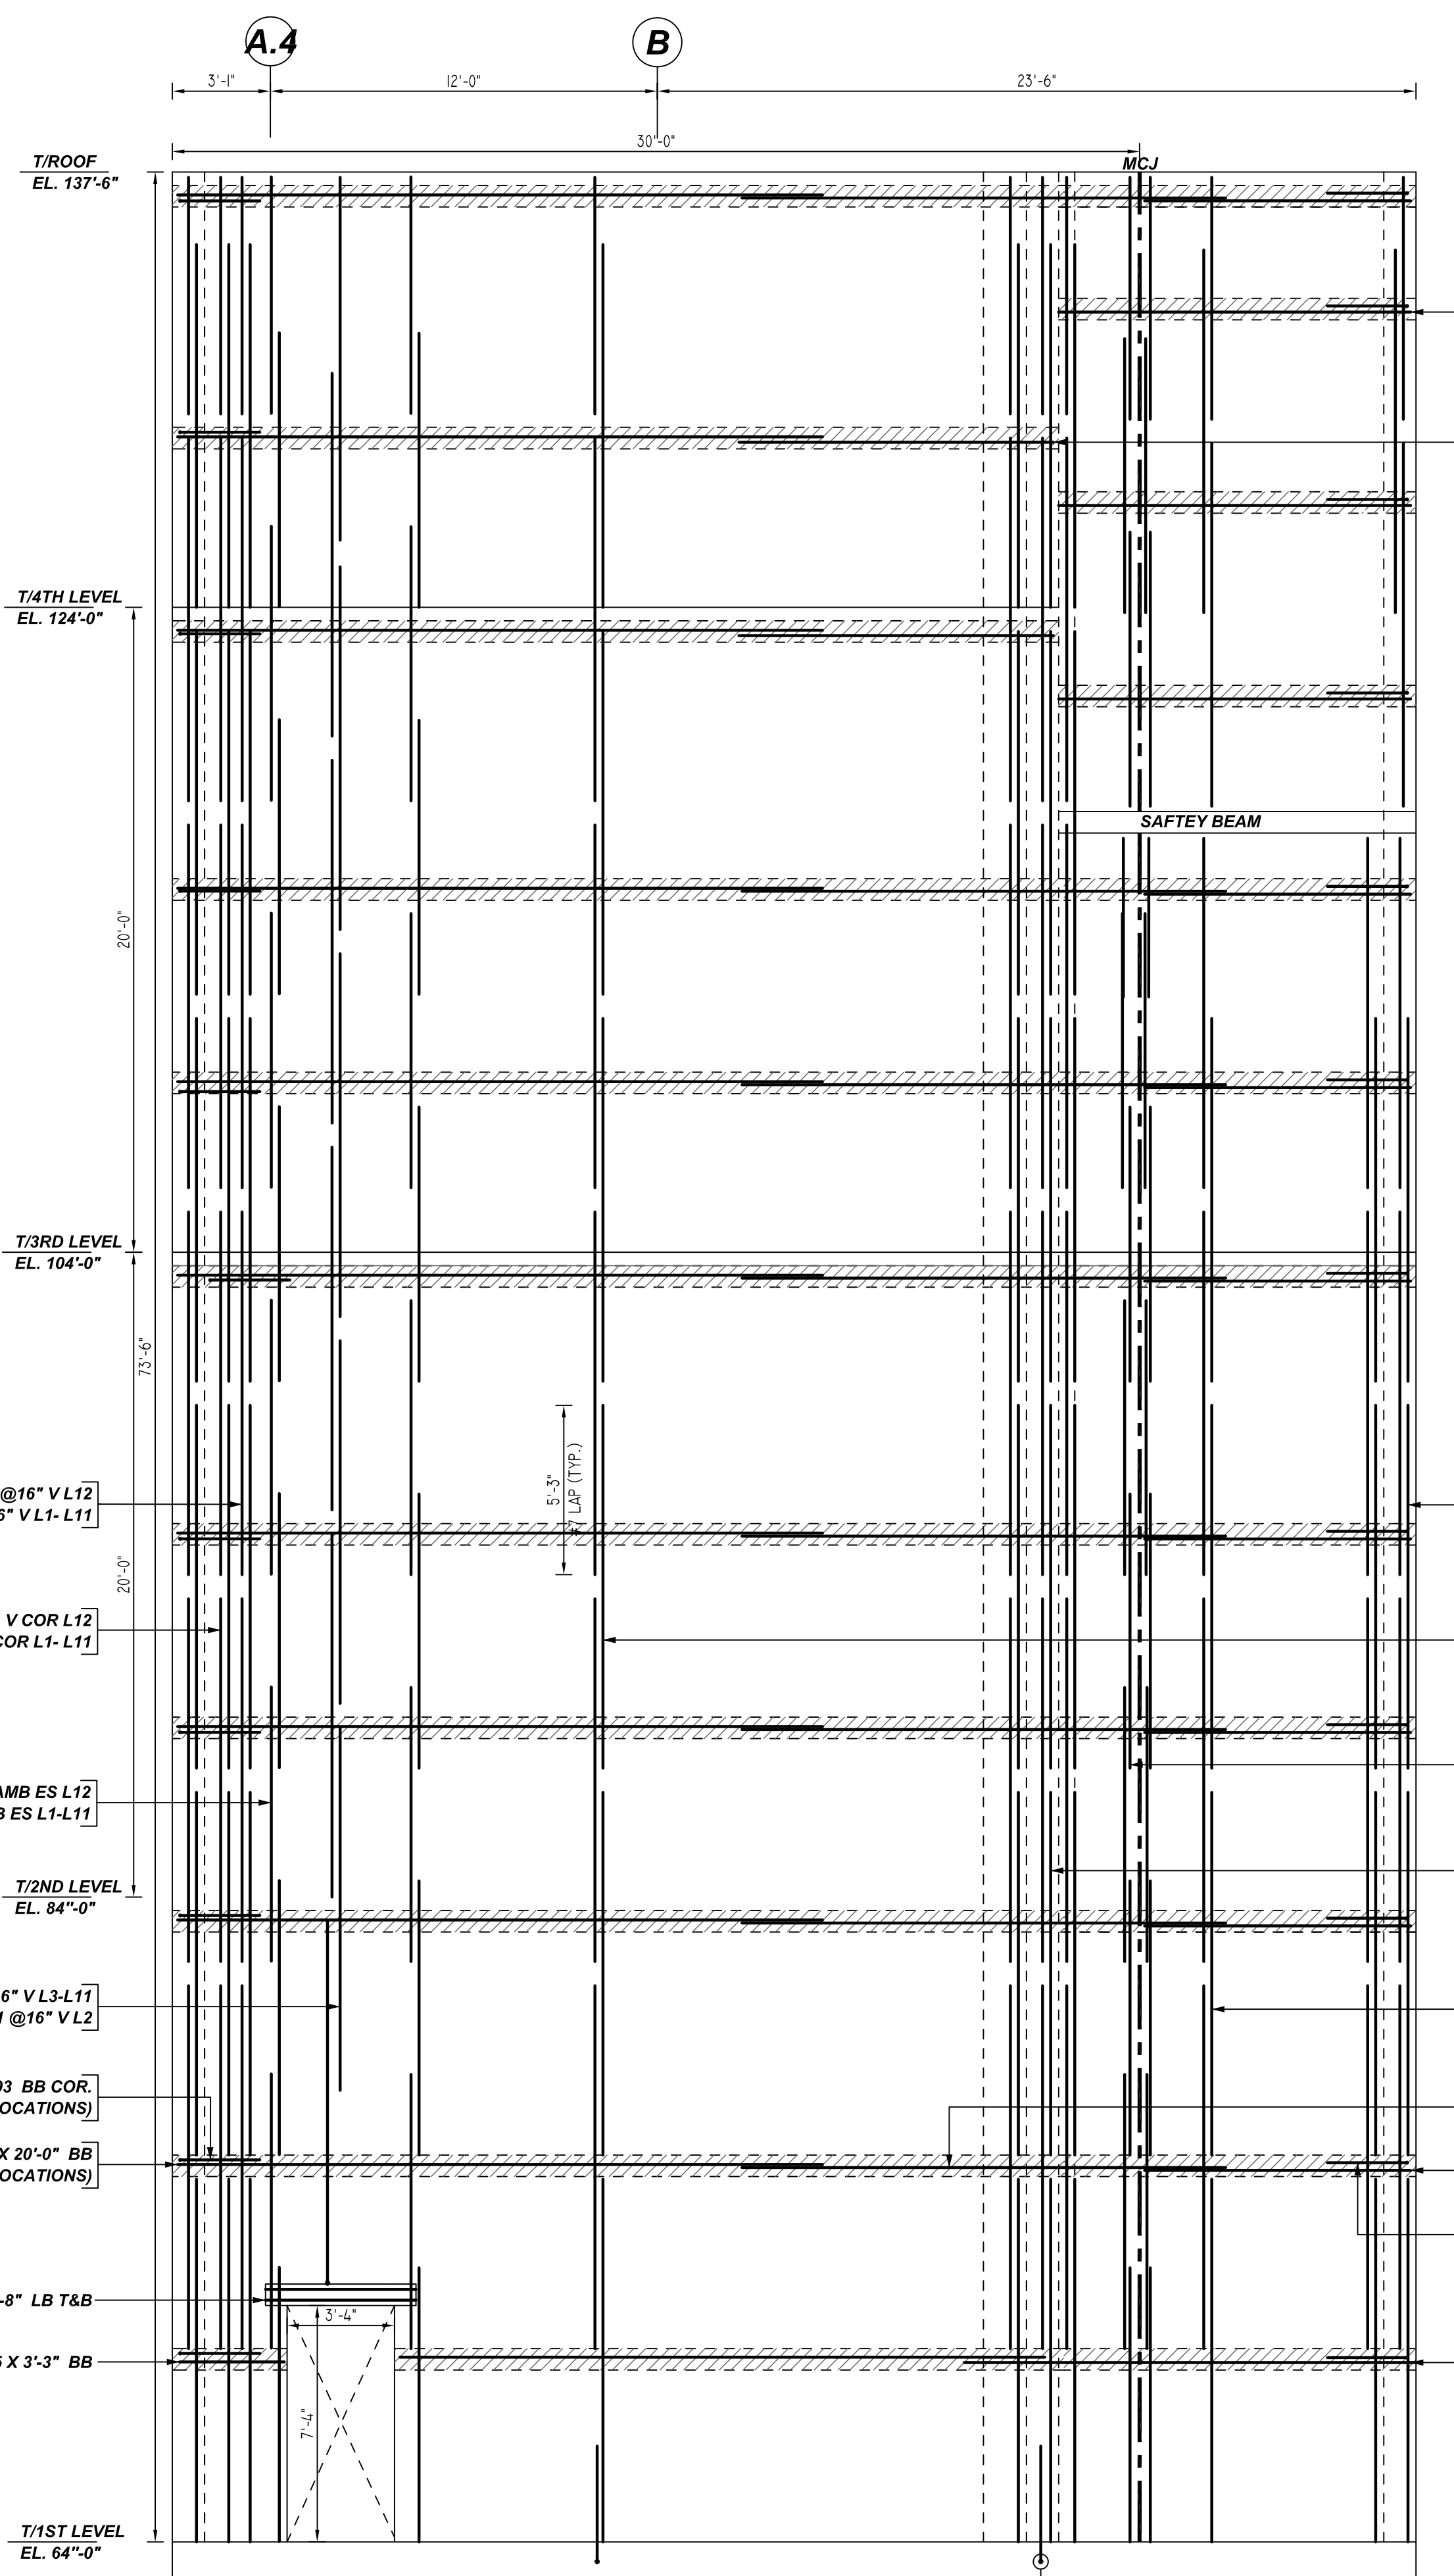 A.4
B
3'-1"
12'-0"
23'-6"
30'-0"
MCJ
T/ROOF
EL. 137'-6"
T/4TH LEVEL
EL. 124'-0"
SAFTEY BEAM
20'-0"
T/3RD LEVEL
EL. 104'-0"
73'-6"
5'-3"
#7 LAP (TYP.)
@16" V L12
6" V L1- L11
20'-0"
V COR L12
COR L1- L11
AMB ES L12
B ES L1-L11
T/2ND LEVEL
EL. 84"-0"
6" V L3-L11
1 @16" V L2
03 BB COR.
OCATIONS)
X 20'-0" BB
OCATIONS)
-8" LB T&B
3'-4"
5 X 3'-3" BB
7'-4"
T/1ST LEVEL
EL. 64"-0"